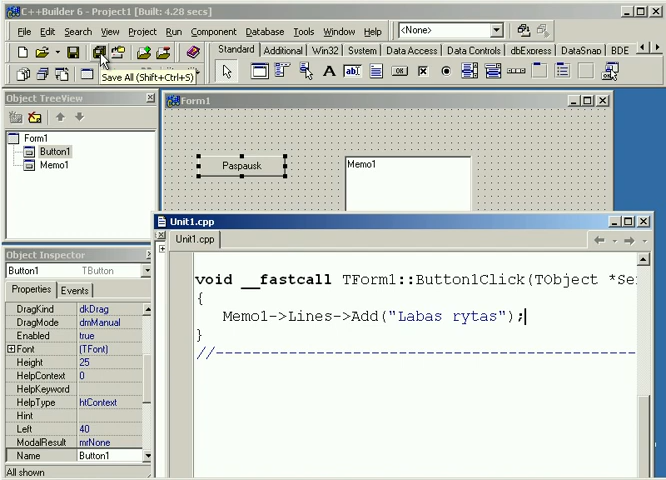 C++Builder 6 - Project1 [Built: 4.28 secs]
File Edit Search View Project Run Component Database Tools Window Help
<None>
Standard Additional Win32 System Data Access Data Controls dbExpress DataSnap BDE
Save All (Shift+Ctrl+S)
Object TreeView
Form1
Button1
Memo1
Form1
Paspausk
Memo1
Unit1.cpp
Unit1.cpp
void __fastcall TForm1::Button1Click(TObject *Se
{
Memo1->Lines->Add("Labas rytas");
}
//
Object Inspector
Button1 TButton
Properties Events
DragKind dkDrag
DragMode dmManual
Enabled true
Font (TFont)
Height 25
HelpContext 0
HelpKeyword
HelpType htContext
Hint
Left 40
ModalResult mrNone
Name Button1
All shown